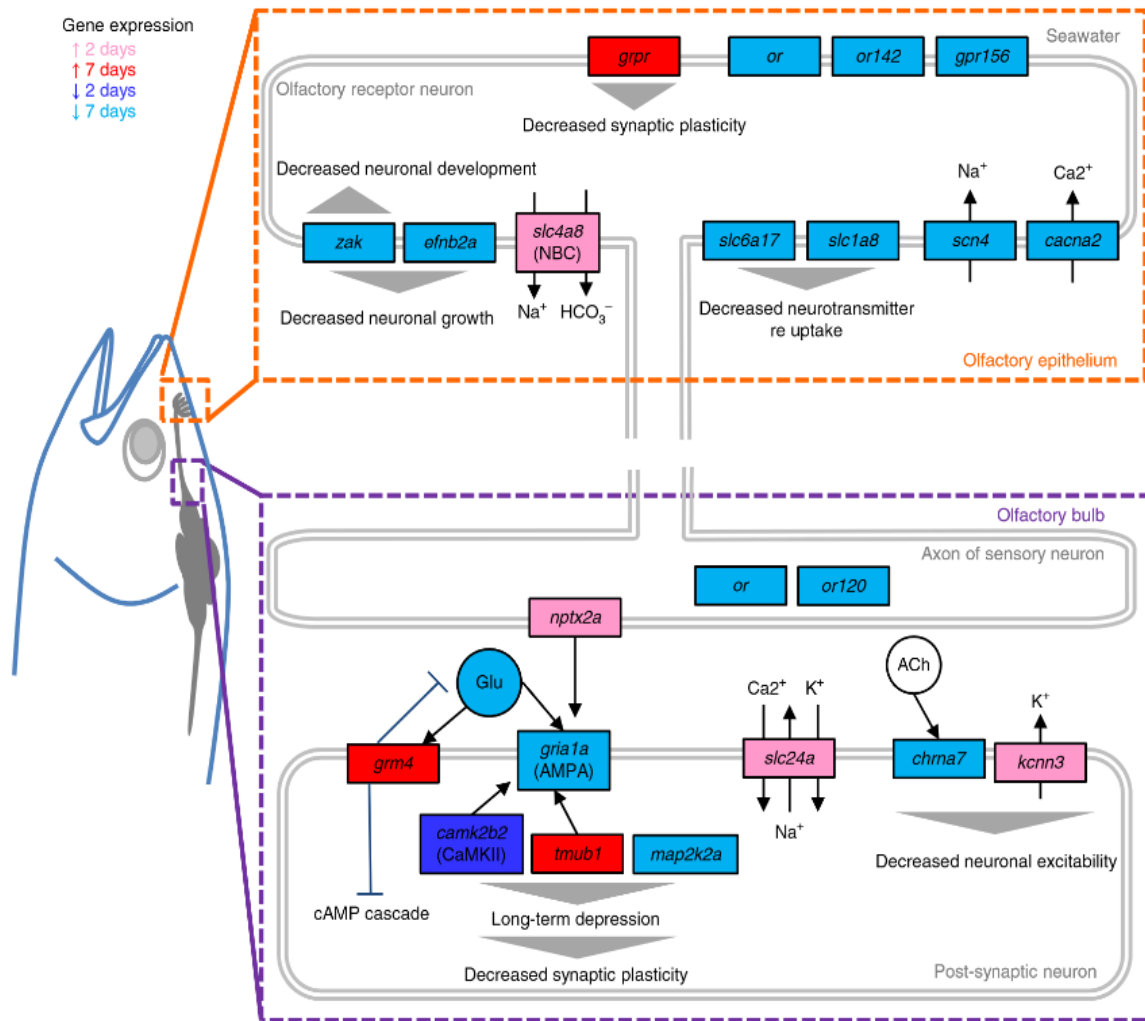 Gene expression
↑ 2 days
↑ 7 days
↓ 2 days
↓ 7 days
Seawater
grpr
or
or142
gpr156
Olfactory receptor neuron
Decreased synaptic plasticity
Decreased neuronal development
Na+
Ca2+
zak
efnb2a
slc4a8
(NBC)
slc6a17
slc1a8
scn4
cacna2
Decreased neuronal growth
Na+
HCO3−
Decreased neurotransmitter
re uptake
Olfactory epithelium
Olfactory bulb
Axon of sensory neuron
or
or120
nptx2a
Glu
ACh
Ca2+
K+
K+
grm4
gria1a
(AMPA)
slc24a
chrna7
kcnn3
Na+
camk2b2
(CaMKII)
tmub1
map2k2a
Decreased neuronal excitability
cAMP cascade
Long-term depression
Decreased synaptic plasticity
Post-synaptic neuron